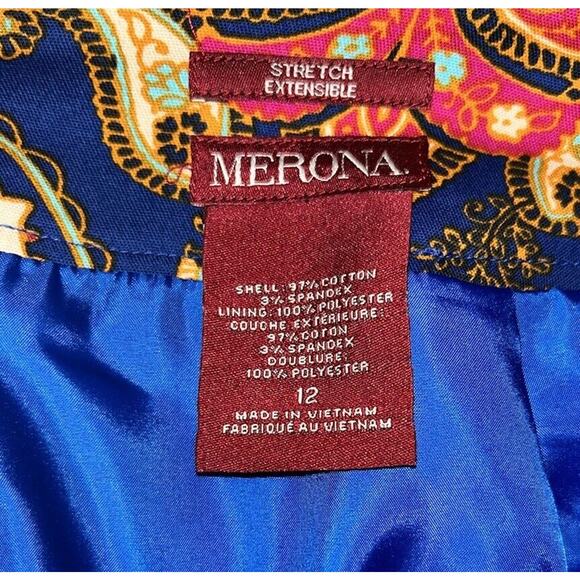 STRETCH
EXTENSIBLE
MERONA.
SHELL: 97% COTTON
3% SPANDEX
LINING: 100% POLYESTER
COUCHE EXTÉRIEURE:
97% COTON
3% SPANDEX
DOUBLURE:
100% POLYESTER
12
MADE IN VIETNAM
FABRIQUÉ AU VIETNAM